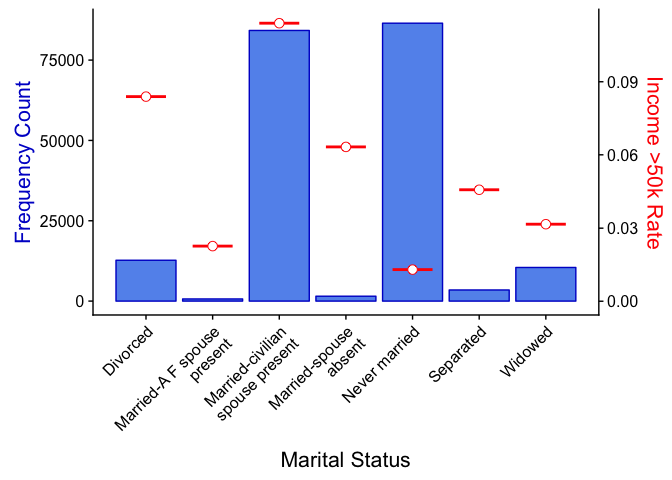 Frequency Count
75000
50000
25000
0
0.09
0.06
0.03
0.00
Income >50k Rate
Divorced
Married-A F spouse
present
Married-civilian
spouse present
Married-spouse
absent
Never married
Separated
Widowed
Marital Status